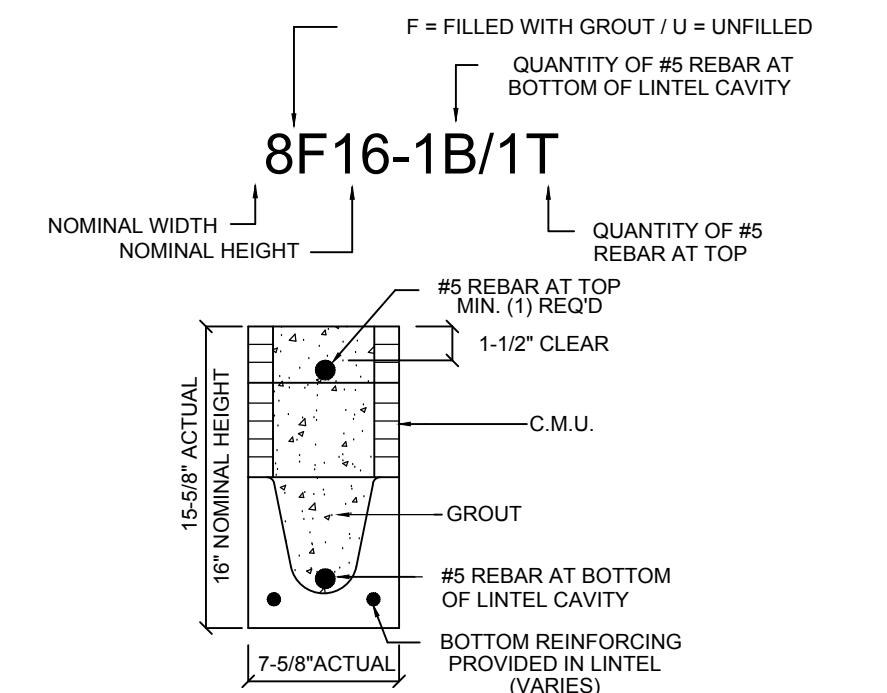 F = FILLED WITH GROUT / U = UNFILLED
QUANTITY OF #5 REBAR AT
BOTTOM OF LINTEL CAVITY
8F16-1B/1T
NOMINAL WIDTH
NOMINAL HEIGHT
QUANTITY OF #5
REBAR AT TOP
#5 REBAR AT TOP
MIN. (1) REQ'D
1-1/2" CLEAR
15-5/8" ACTUAL
16" NOMINAL HEIGHT
C.M.U.
GROUT
#5 REBAR AT BOTTOM
OF LINTEL CAVITY
7-5/8"ACTUAL
BOTTOM REINFORCING
PROVIDED IN LINTEL
(VARIES)